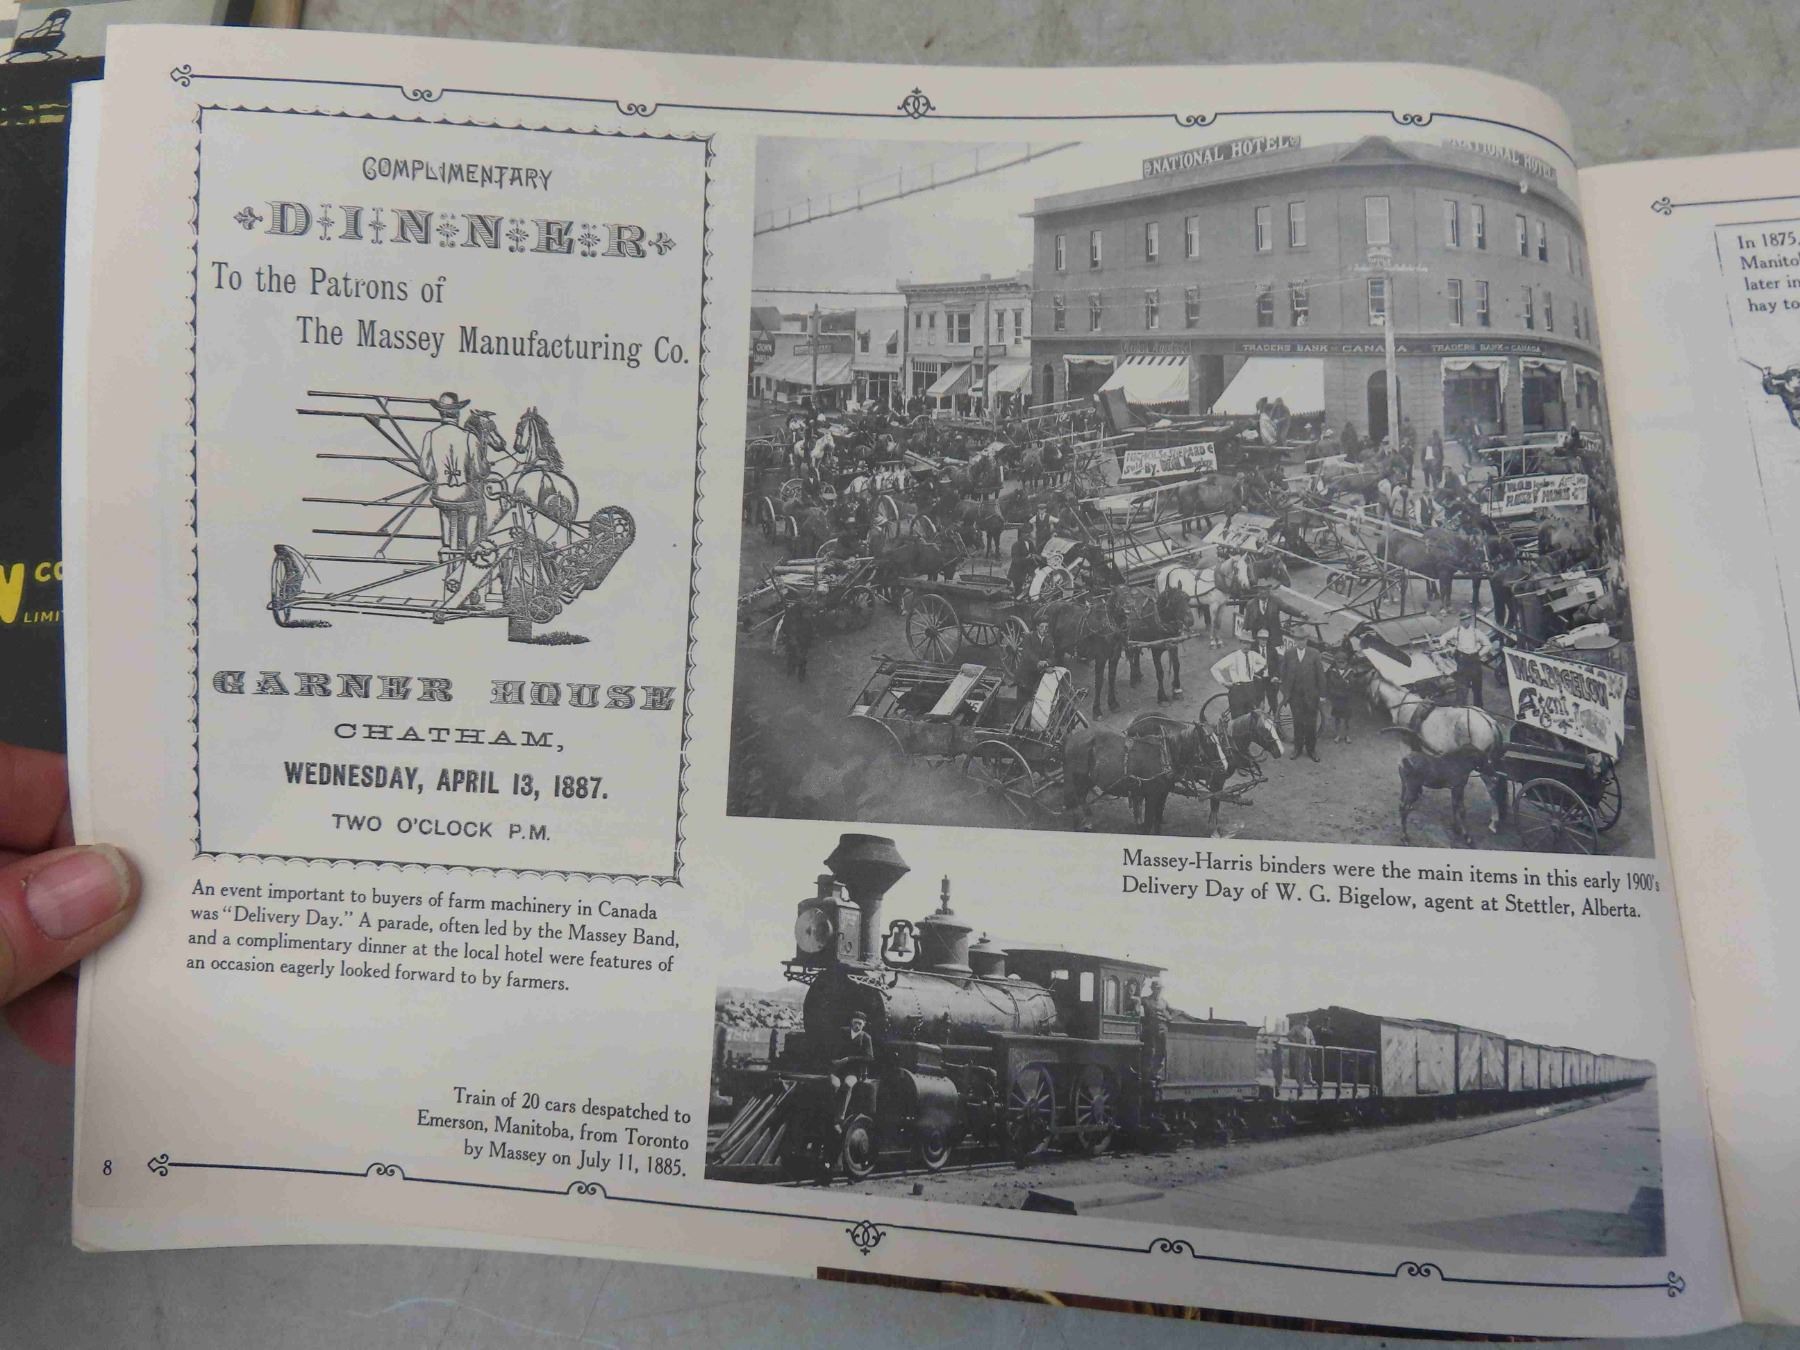 COMPLIMENTARY
DINNER
To the Patrons of
The Massey Manufacturing Co.
GARNER HOUSE
CHATHAM,
WEDNESDAY, APRIL 13, 1887.
TWO O'CLOCK P.M.
An event important to buyers of farm machinery in Canada
was "Delivery Day." A parade, often led by the Massey Band,
and a complimentary dinner at the local hotel were features of
an occasion eagerly looked forward to by farmers.
NATIONAL HOTEL
NATIONAL HOTEL
TRADERS BANK OF CANADA
TRADERS BANK OF CANADA
Sold By.
W.G. BIGELOW
Agent
Massey-Harris binders were the main items in this early 1900's
Delivery Day of W. G. Bigelow, agent at Stettler, Alberta.
Train of 20 cars despatched to
Emerson, Manitoba, from Toronto
by Massey on July 11, 1885.
8
In 1875,
later in
hay to
LIMI